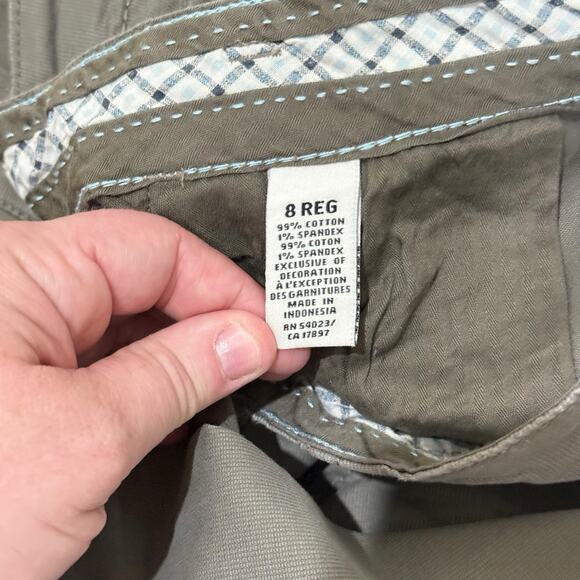 8 REG
99% COTTON
1% SPANDEX
99% COTON
1% SPANDEX
EXCLUSIVE OF
DECORATION
À L'EXCEPTION
DES GARNITURES
MADE IN
INDONESIA
RN 54023/
CA 17897